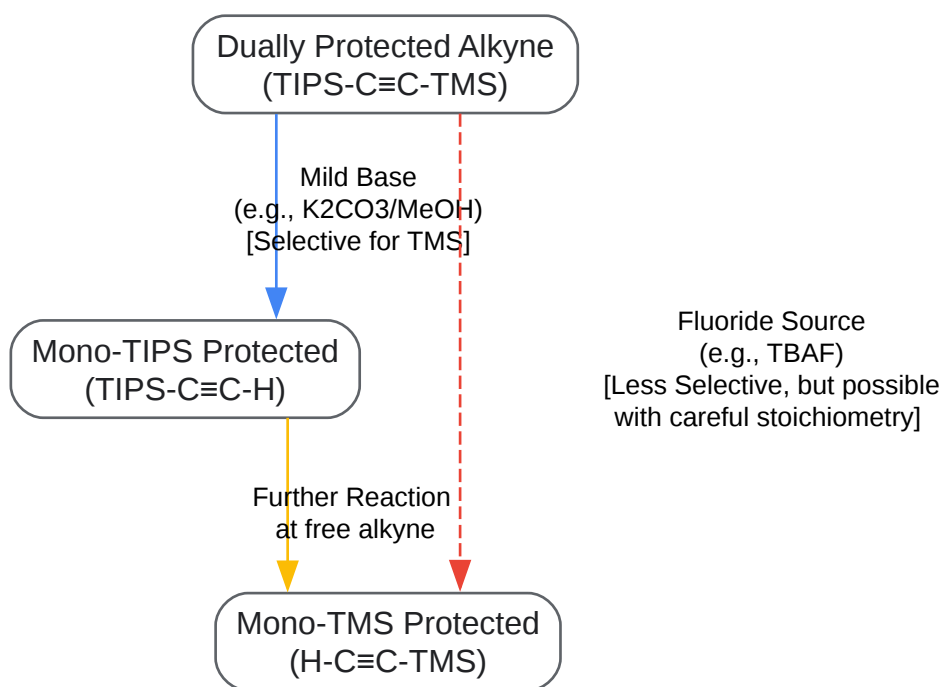 Dually Protected Alkyne
(TIPS-C≡C-TMS)
Mild Base
(e.g., K2CO3/MeOH)
[Selective for TMS]
Mono-TIPS Protected
(TIPS-C≡C-H)
Fluoride Source
(e.g., TBAF)
[Less Selective, but possible
with careful stoichiometry]
Further Reaction
at free alkyne
Mono-TMS Protected
(H-C≡C-TMS)